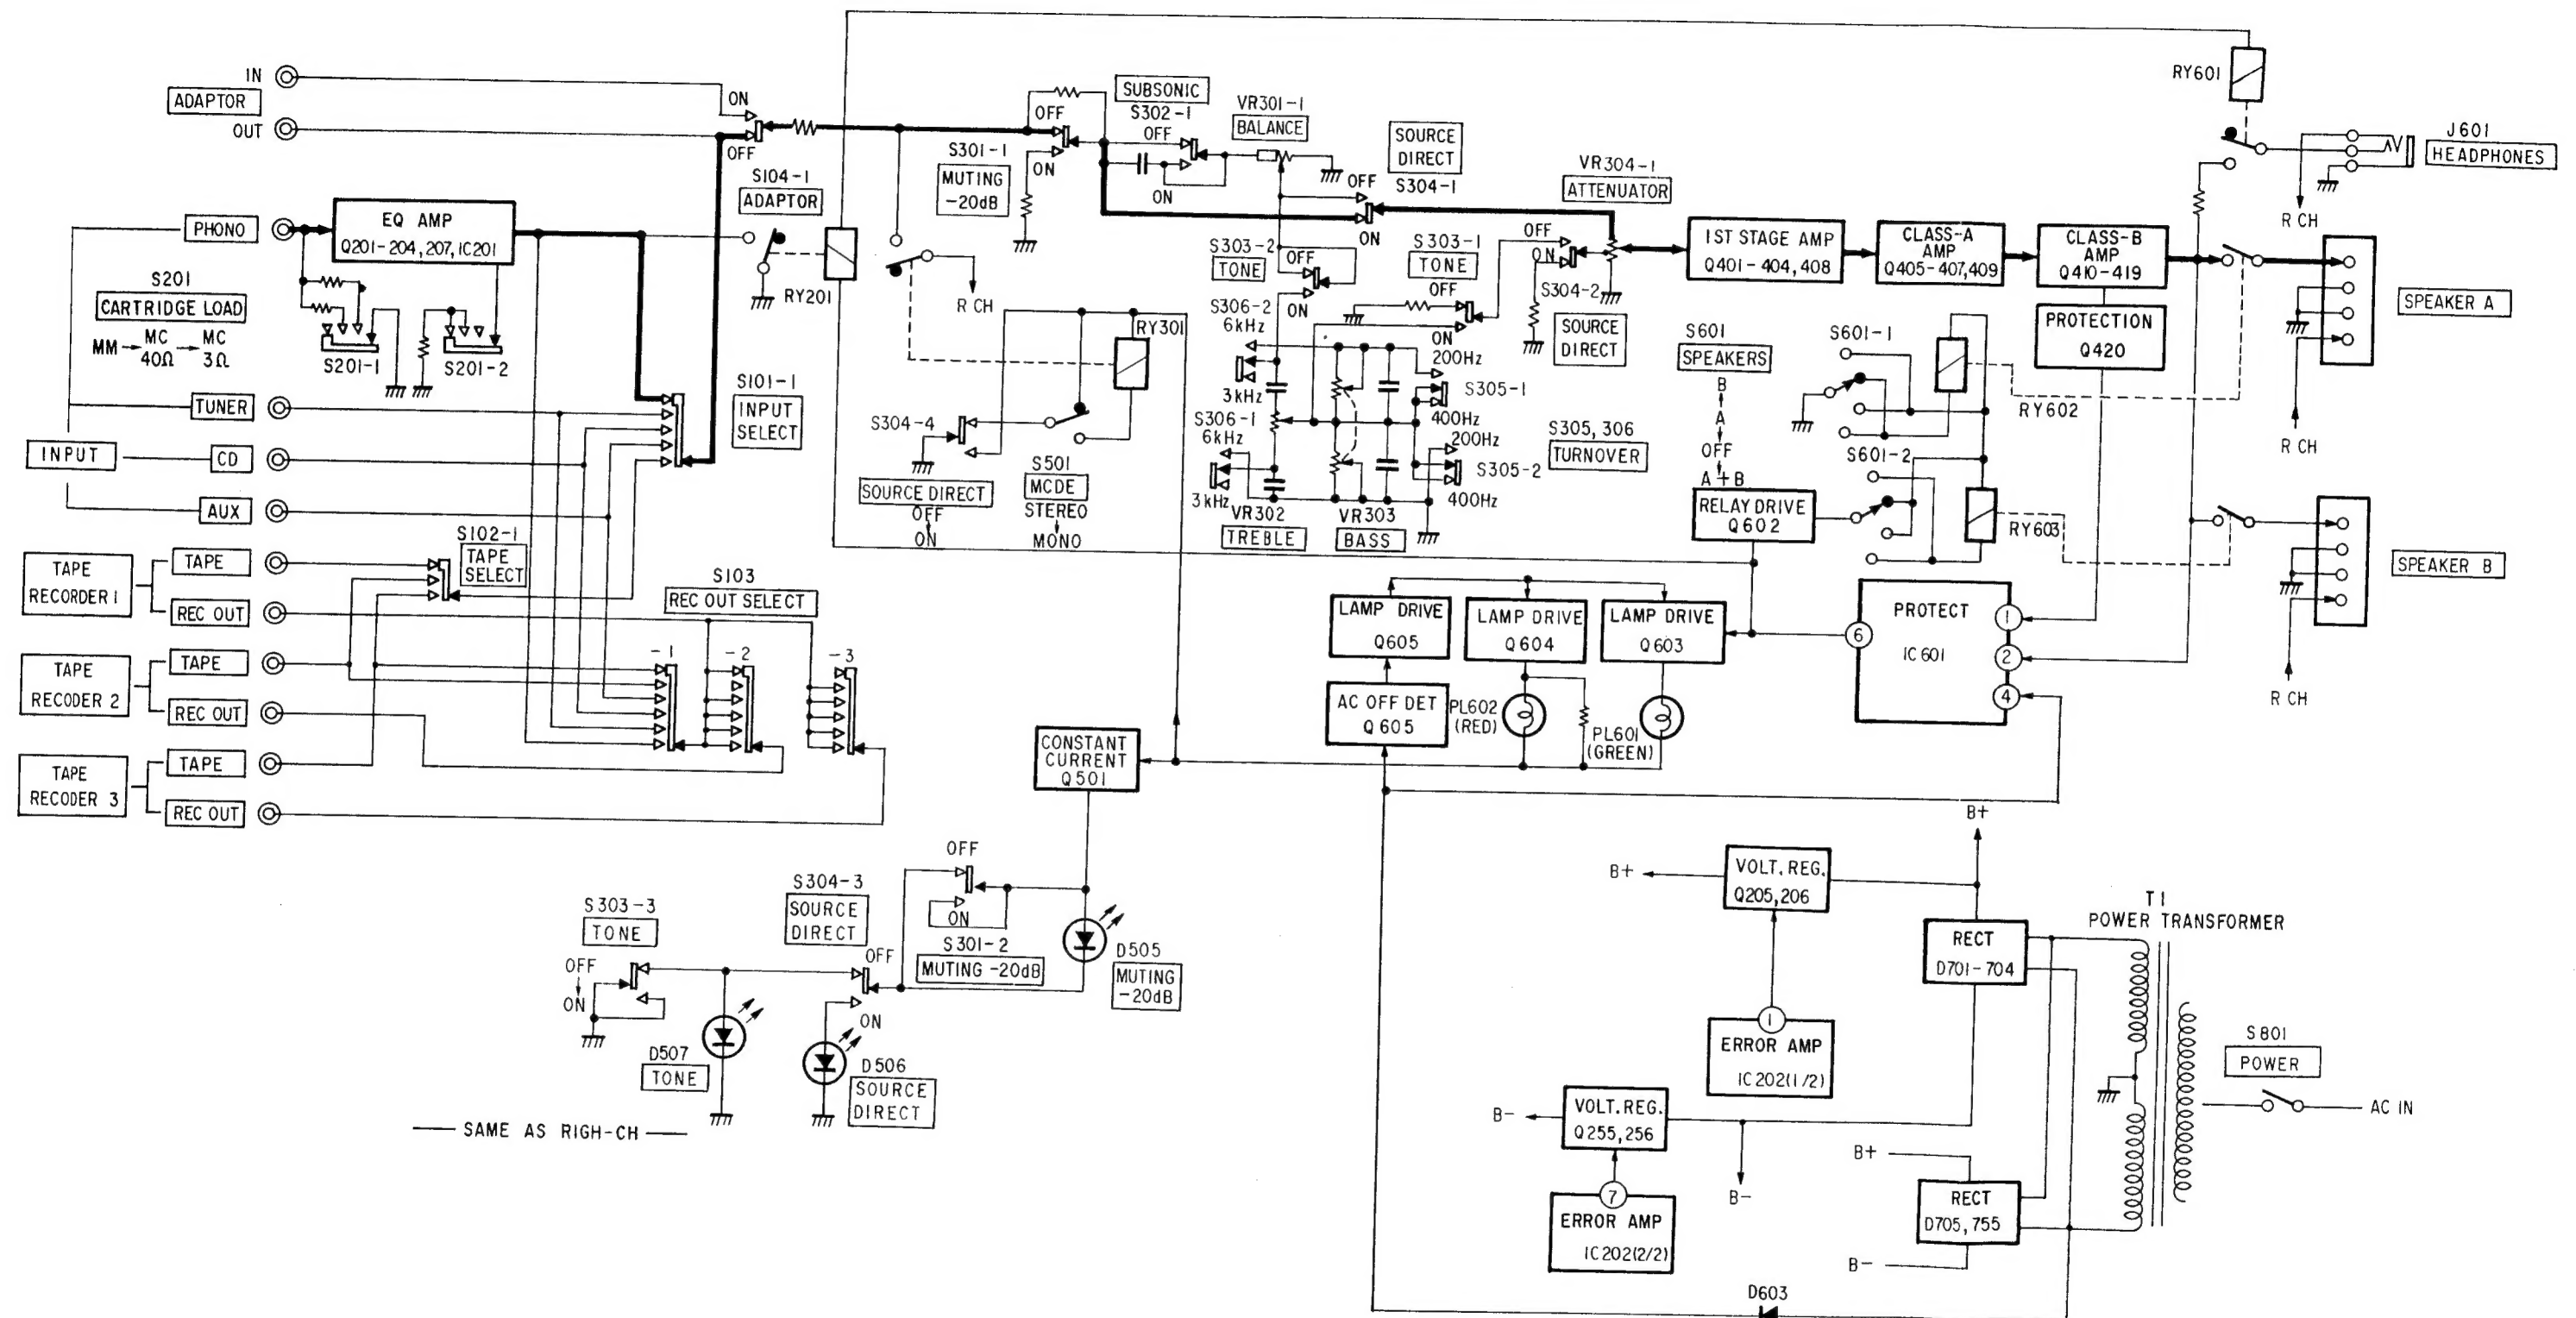 IN
ADAPTOR
OUT
ON
OFF
S104-1
ADAPTOR
RY201
PHONO
EQ AMP
Q201-204, 207, IC201
S201
CARTRIDGE LOAD
MM → MC → MC
40Ω 3Ω
S201-1
S201-2
TUNER
INPUT
CD
AUX
S101-1
INPUT
SELECT
TAPE
RECORDER 1
TAPE
REC OUT
S102-1
TAPE
SELECT
S103
REC OUT SELECT
-1
-2
-3
TAPE
RECODER 2
TAPE
REC OUT
TAPE
RECODER 3
TAPE
REC OUT
R CH
S301-1
MUTING
-20dB
OFF
ON
SUBSONIC
S302-1
OFF
ON
VR301-1
BALANCE
SOURCE
DIRECT
S304-1
OFF
ON
VR304-1
ATTENUATOR
S303-2
TONE
OFF
ON
S303-1
TONE
OFF
ON
OFF
ON
S304-2
SOURCE
DIRECT
S306-2
6kHz
3kHz
S306-1
6kHz
3kHz
VR302
TREBLE
VR303
BASS
200Hz
S305-1
400Hz
200Hz
S305-2
400Hz
S305, 306
TURNOVER
RY301
S304-4
SOURCE DIRECT
OFF
ON
S501
MCDE
STEREO
MONO
1ST STAGE AMP
Q401-404, 408
CLASS-A
AMP
Q405-407, 409
CLASS-B
AMP
Q410-419
PROTECTION
Q420
RY601
J601
HEADPHONES
R CH
SPEAKER A
R CH
S601
SPEAKERS
B
A
OFF
A+B
S601-1
RY602
S601-2
RY603
RELAY DRIVE
Q602
SPEAKER B
R CH
LAMP DRIVE
Q605
LAMP DRIVE
Q604
LAMP DRIVE
Q603
AC OFF DET
Q605
PL602
(RED)
PL601
(GREEN)
PROTECT
IC601
6
1
2
4
CONSTANT
CURRENT
Q501
OFF
ON
S301-2
MUTING -20dB
D505
MUTING
-20dB
S304-3
SOURCE
DIRECT
OFF
ON
S303-3
TONE
OFF
ON
D507
TONE
D506
SOURCE
DIRECT
SAME AS RIGH-CH
B+
B+
VOLT. REG.
Q205, 206
1
ERROR AMP
IC202(1/2)
B-
VOLT. REG.
Q255, 256
B-
7
ERROR AMP
IC202(2/2)
RECT
D701-704
B+
RECT
D705, 755
B-
T1
POWER TRANSFORMER
S801
POWER
AC IN
D603